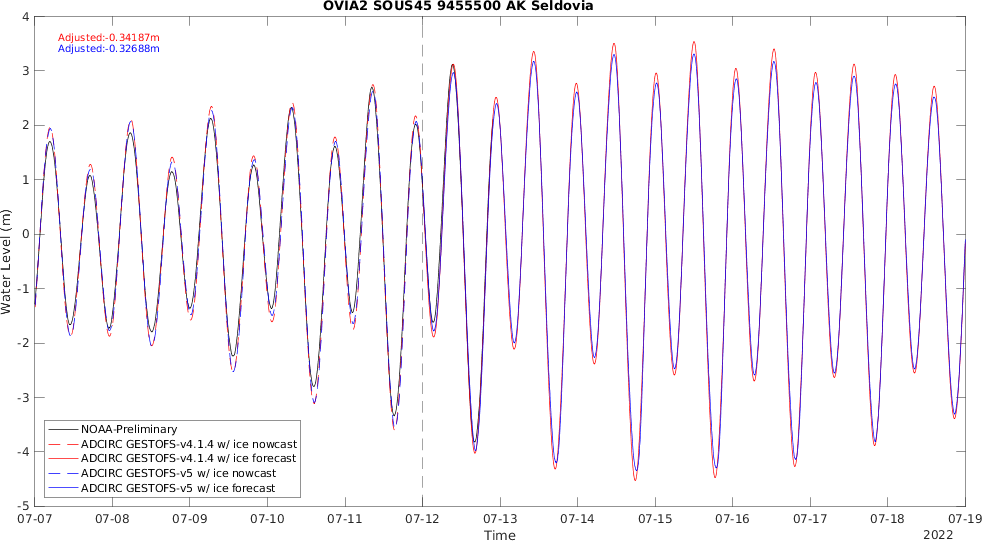 OVIA2 SOUS45 9455500 AK Seldovia
Adjusted:-0.34187m
Adjusted:-0.32688m
4
3
2
1
0
-1
-2
-3
-4
-5
Water Level (m)
NOAA-Preliminary
ADCIRC GESTOFS-v4.1.4 w/ ice nowcast
ADCIRC GESTOFS-v4.1.4 w/ ice forecast
ADCIRC GESTOFS-v5 w/ ice nowcast
ADCIRC GESTOFS-v5 w/ ice forecast
07-07 07-08 07-09 07-10 07-11 07-12 07-13 07-14 07-15 07-16 07-17 07-18 07-19
Time
2022